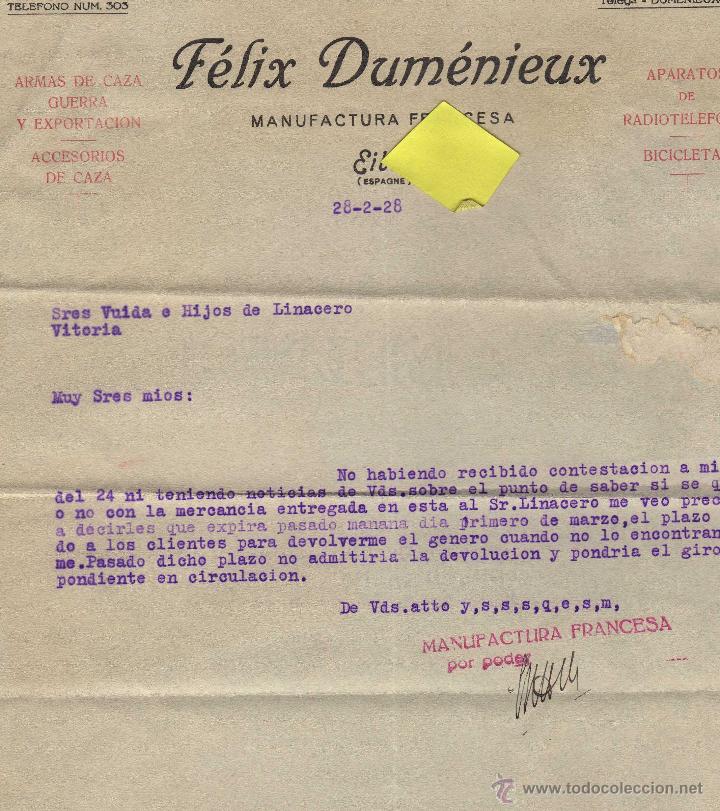 TELEFONO NUM. 303
Félix Duménieux
MANUFACTURA
(ESPAGNE)
ARMAS DE CAZA
GUERRA
Y EXPORTACION
ACCESORIOS
DE CAZA
APARATOS
DE
RADIOTELEFO
BICICLETA
28-2-28
Sres Vuida e Hijos de Linacero
Vitoria
Muy Sres mios:
No habiendo recibido contestacion a mi
del 24 ni teniendo noticias de Vds.sobre el punto de saber si se q
o no con la mercancia entregada en esta al Sr.Linacero me veo prec
a decirles que expira pasado manana dia primero de marzo,el plazo
do a los clientes para devolverme el genero cuando no lo encontran
me.Pasado dicho plazo no admitiria la devolucion y pondria el giro
pondiente en circulacion.
De Vds.atto y,s,s,s,q,e,s,m,
MANUFACTURA FRANCESA
por poder
www.todocoleccion.net